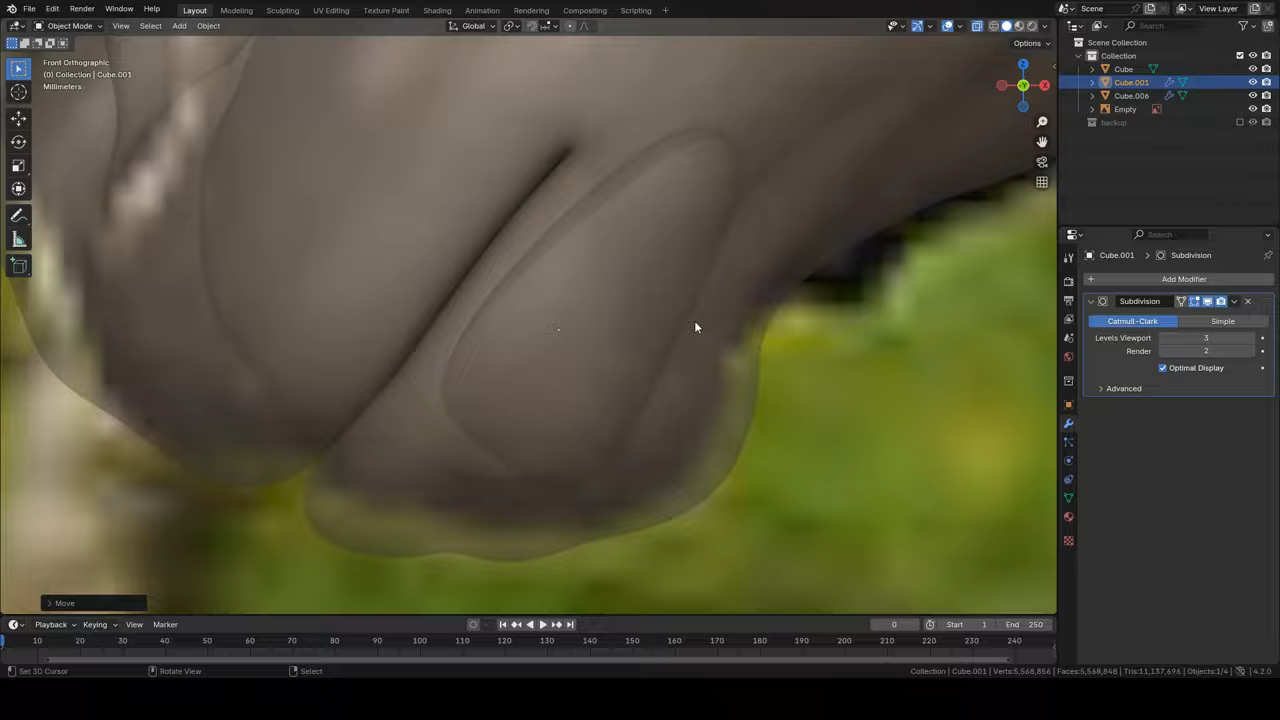 File Edit Render Window Help Layout Modeling Sculpting UV Editing Texture Paint Shading Animation Rendering Compositing Scripting + Scene View Layer
Object Mode View Select Add Object Global Search
Options
Front Orthographic
(0) Collection | Cube.001
Millimeters
Z
Y
X
Scene Collection
Collection
Cube
Cube.001
Cube.006
Empty
backup
Search
Cube.001 > Subdivision
+ Add Modifier
Subdivision
Catmull-Clark Simple
Levels Viewport 3
Render 2
Optimal Display
> Advanced
> Move
Playback Keying View Marker 0 Start 1 End 250
10 20 30 40 50 60 70 80 90 100 110 120 130 140 150 160 170 180 190 200 210 220 230 240
Set 3D Cursor Rotate View Select Collection | Cube.001 | Verts:5,568,856 | Faces:5,568,848 | Tris:11,137,696 | Objects:1/4 4.2.0